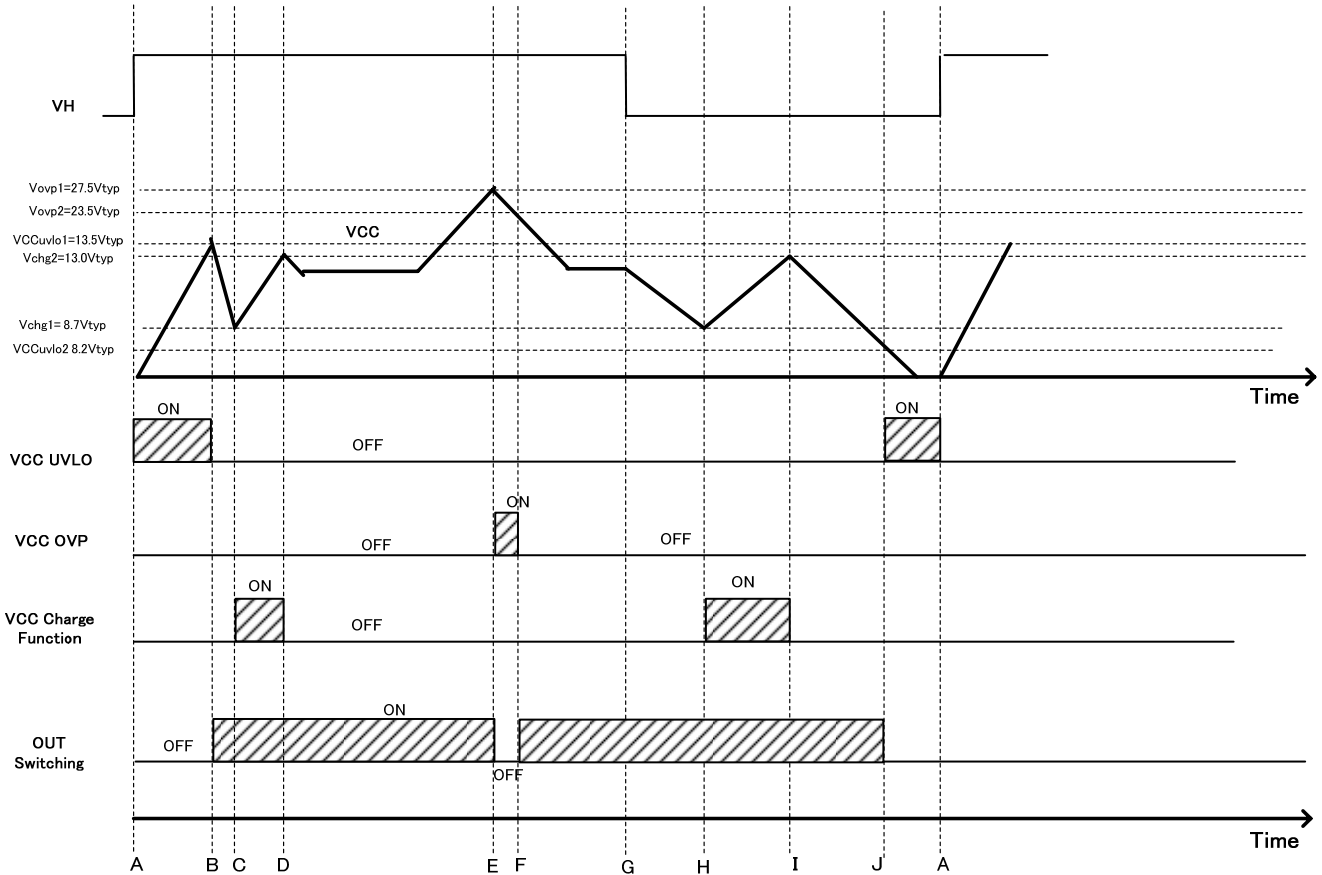 VH
Vovp1=27.5Vtyp
Vovp2=23.5Vtyp
VCCuvlo1=13.5Vtyp
VCC
Vchg2=13.0Vtyp
Vchg1= 8.7Vtyp
VCCuvlo2 8.2Vtyp
Time
ON
ON
OFF
VCC UVLO
ON
VCC OVP
OFF
OFF
ON
ON
VCC Charge
Function
OFF
ON
OUT
Switching
OFF
OFF
Time
A B C D E F G H I J A